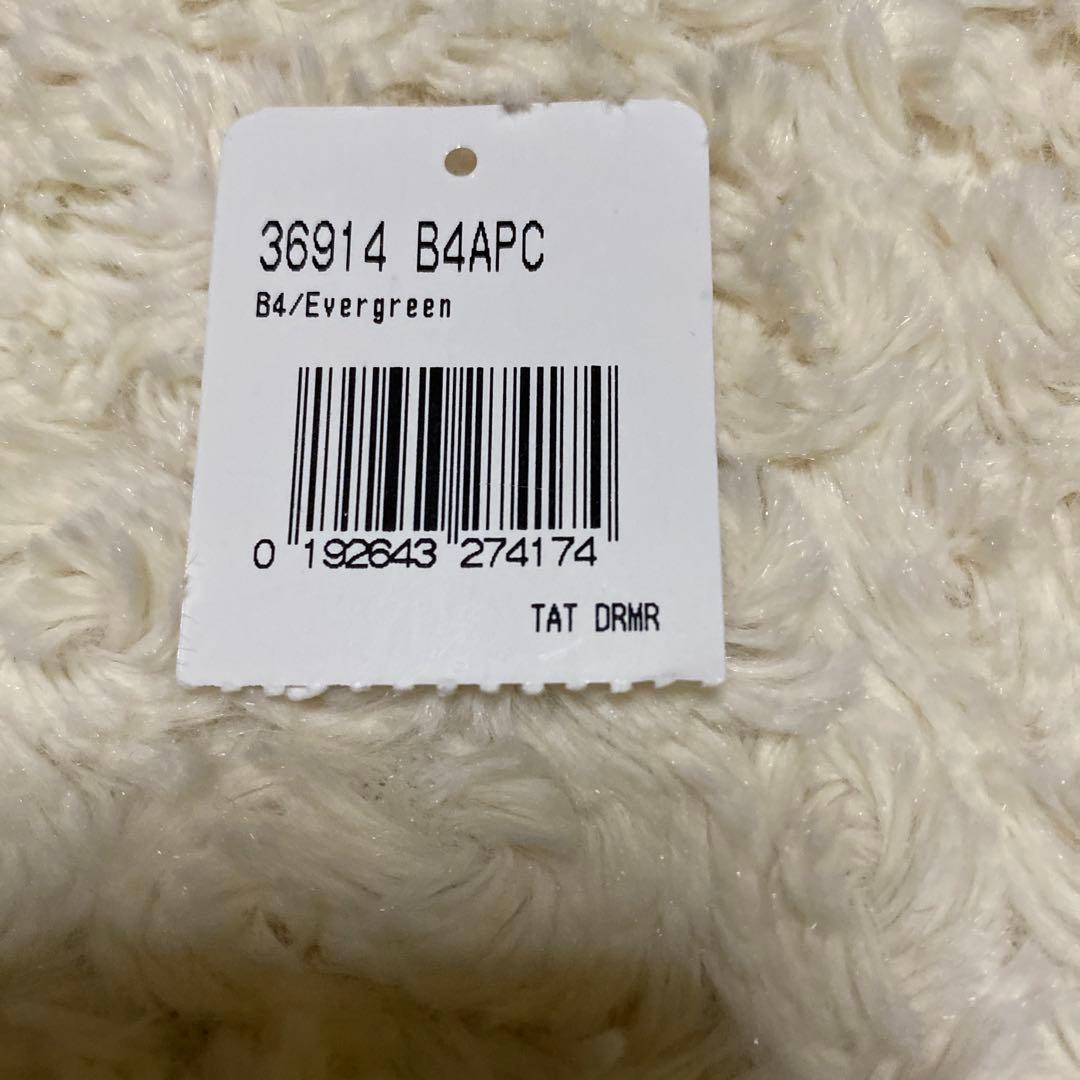 36914 B4APC
B4/Evergreen
0 192643 274174
TAT DRMR